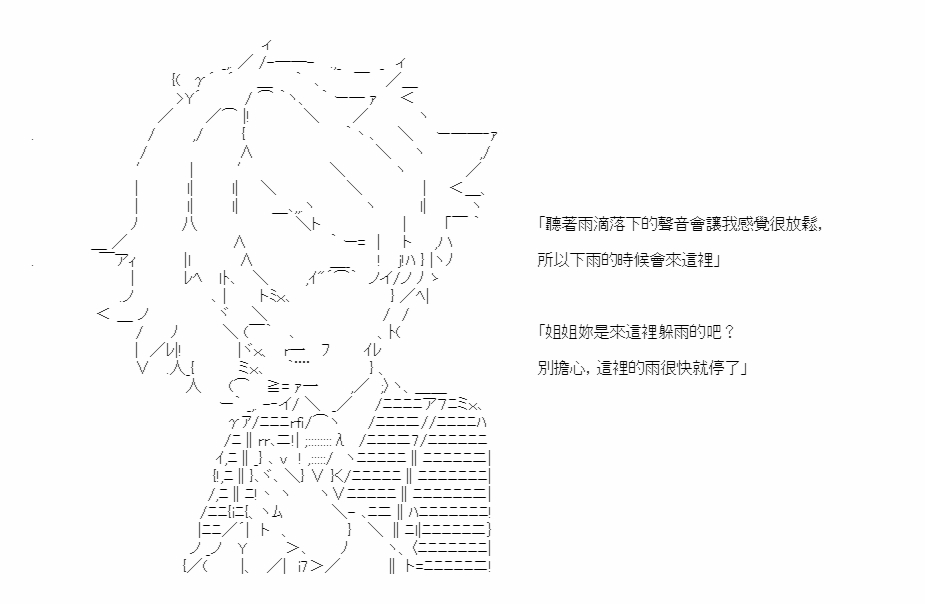 「聽著雨滴落下的聲音會讓我感覺很放鬆,
所以下雨的時候會來這裡」
「姐姐妳是來這裡躲雨的吧？
別擔心, 這裡的雨很快就停了」